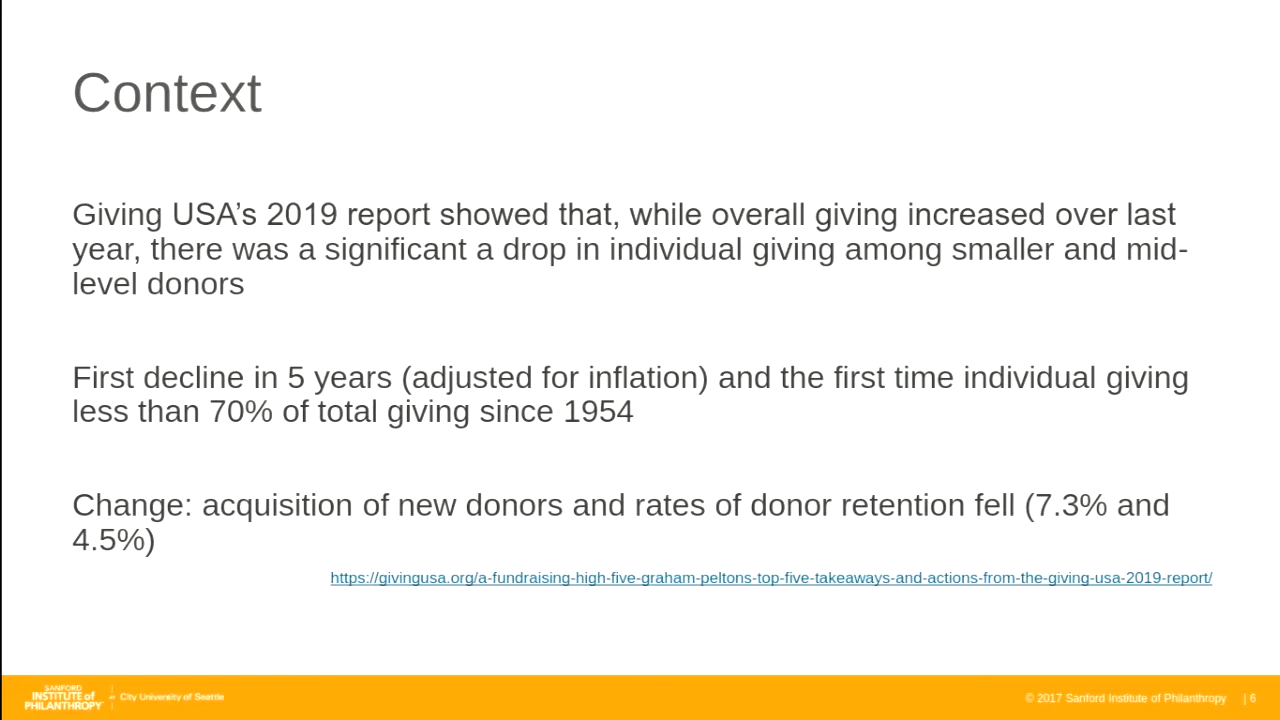 Context
Giving USA’s 2019 report showed that, while overall giving increased over last
year, there was a significant a drop in individual giving among smaller and mid-
level donors
First decline in 5 years (adjusted for inflation) and the first time individual giving
less than 70% of total giving since 1954
Change: acquisition of new donors and rates of donor retention fell (7.3% and
4.5%)
https://givingusa.org/a-fundraising-high-five-graham-peltons-top-five-takeaways-and-actions-from-the-giving-usa-2019-report/
SANFORD
INSTITUTE of
PHILANTHROPY
City University of Seattle
© 2017 Sanford Institute of Philanthropy | 6